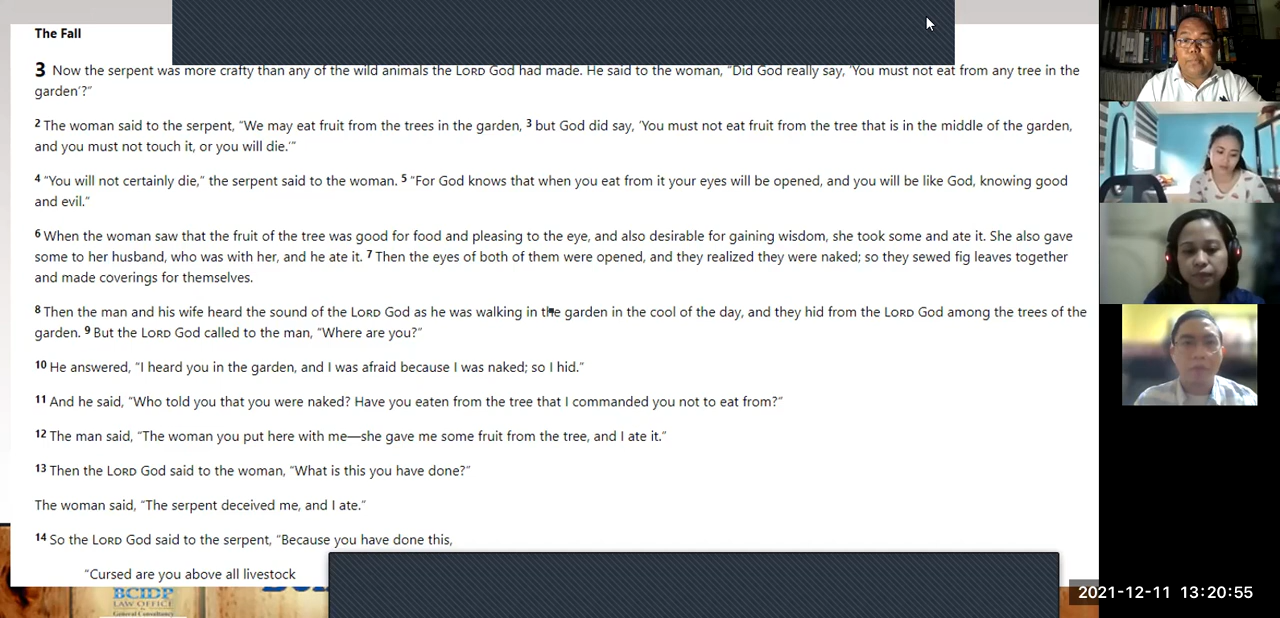 The Fall
3 Now the serpent was more crafty than any of the wild animals the LORD God had made. He said to the woman, “Did God really say, ‘You must not eat from any tree in the
garden’?”
2 The woman said to the serpent, “We may eat fruit from the trees in the garden, 3 but God did say, ‘You must not eat fruit from the tree that is in the middle of the garden,
and you must not touch it, or you will die.’”
4 “You will not certainly die,” the serpent said to the woman. 5 “For God knows that when you eat from it your eyes will be opened, and you will be like God, knowing good
and evil.”
6 When the woman saw that the fruit of the tree was good for food and pleasing to the eye, and also desirable for gaining wisdom, she took some and ate it. She also gave
some to her husband, who was with her, and he ate it. 7 Then the eyes of both of them were opened, and they realized they were naked; so they sewed fig leaves together
and made coverings for themselves.
8 Then the man and his wife heard the sound of the LORD God as he was walking in the garden in the cool of the day, and they hid from the LORD God among the trees of the
garden. 9 But the LORD God called to the man, “Where are you?”
10 He answered, “I heard you in the garden, and I was afraid because I was naked; so I hid.”
11 And he said, “Who told you that you were naked? Have you eaten from the tree that I commanded you not to eat from?”
12 The man said, “The woman you put here with me—she gave me some fruit from the tree, and I ate it.”
13 Then the LORD God said to the woman, “What is this you have done?”
The woman said, “The serpent deceived me, and I ate.”
14 So the LORD God said to the serpent, “Because you have done this,
“Cursed are you above all livestock
BCIDP
LAW OFFICE
General Consultancy
2021-12-11 13:20:55